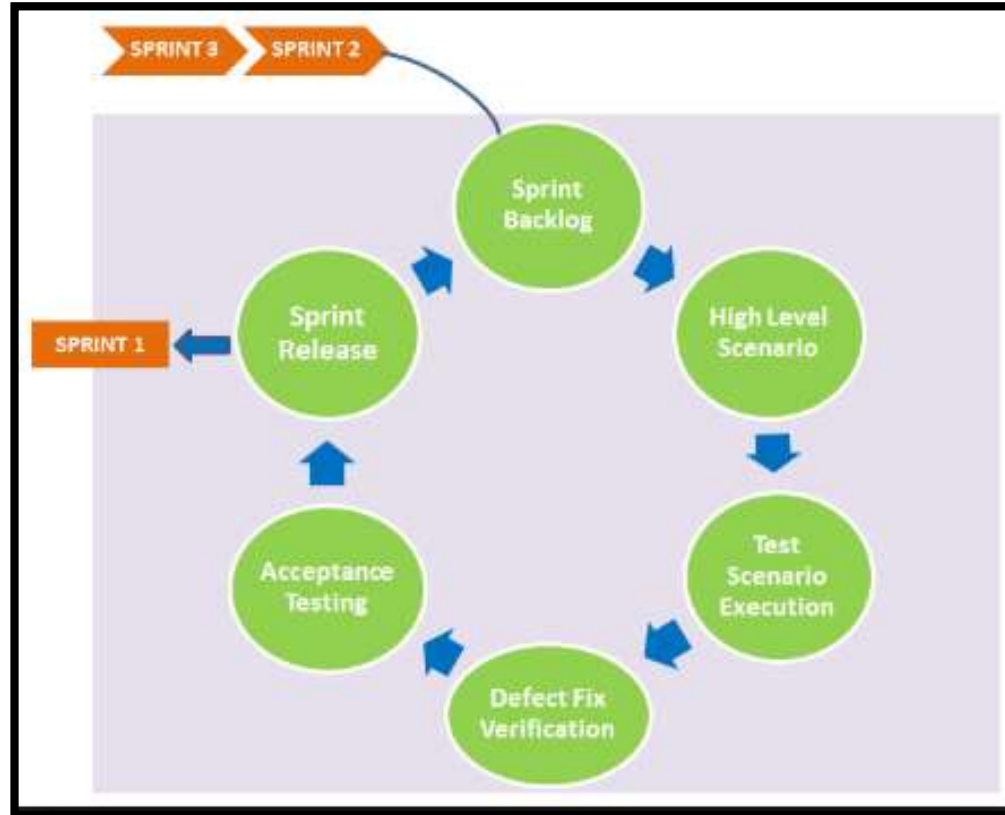 SPRINT 3
SPRINT 2
Sprint
Backlog
High Level
Scenario
Test
Scenario
Execution
Defect Fix
Verification
Acceptance
Testing
Sprint
Release
SPRINT 1